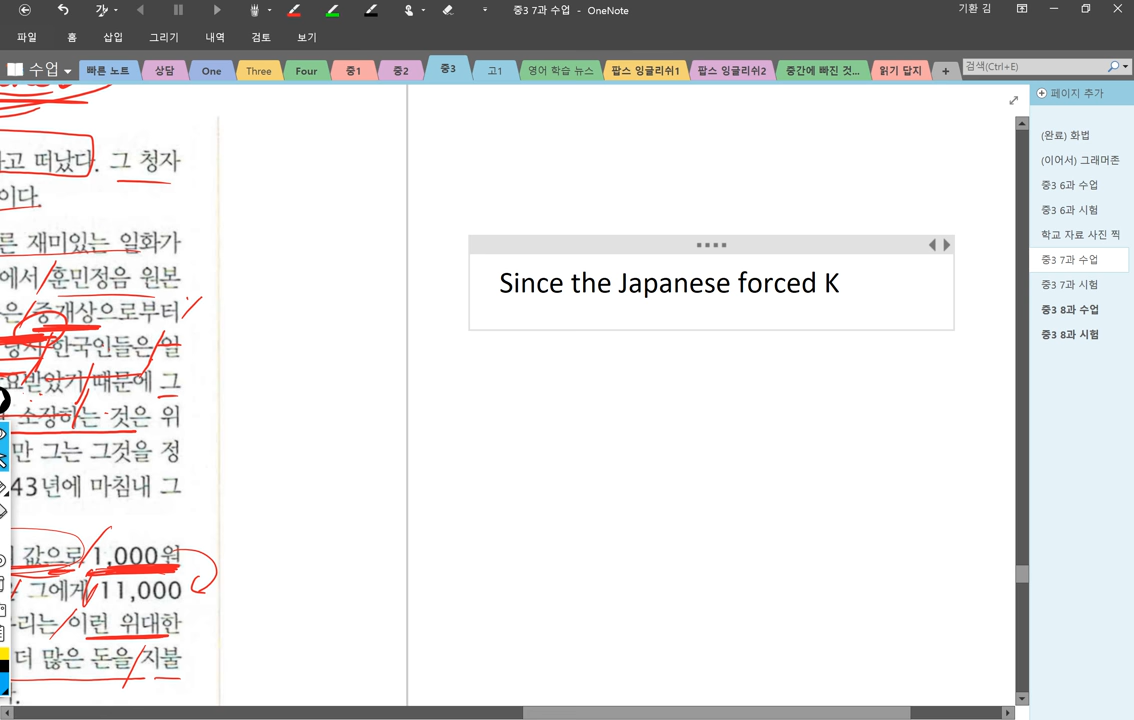 중3 7과 수업 - OneNote
기환 김
파일 홈 삽입 그리기 내역 검토 보기
수업 빠른 노트 상담 One Three Four 중1 중2 중3 고1 영어 학습 뉴스 팝스 잉글리쉬1 팝스 잉글리쉬2 중간에 빠진 것... 읽기 답지 + 검색(Ctrl+E)
고 떠났다. 그 청자
이다.
른 재미있는 일화가
에서 훈민정음 원본
은 중개상으로부터
당시 한국인들은 일
요받았기 때문에 그
소장하는 것은 위
만 그는 그것을 정
43년에 마침내 그
값으로 1,000원
그에게 11,000
리는 이런 위대한
더 많은 돈을 지불
Since the Japanese forced K
페이지 추가
(완료) 화법
(이어서) 그래머존
중3 6과 수업
중3 6과 시험
학교 자료 사진 찍
중3 7과 수업
중3 7과 시험
중3 8과 수업
중3 8과 시험